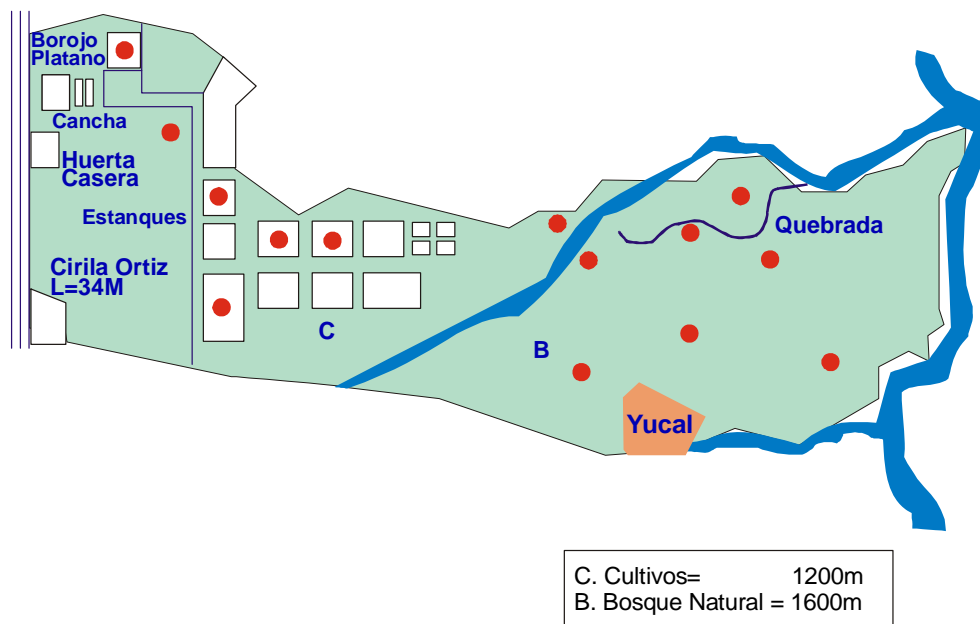 Borojo
Platano
Cancha
Huerta
Casera
Estanques
Cirila Ortiz
L=34M
C
B
Quebrada
Yucal
C. Cultivos= 1200m
B. Bosque Natural = 1600m